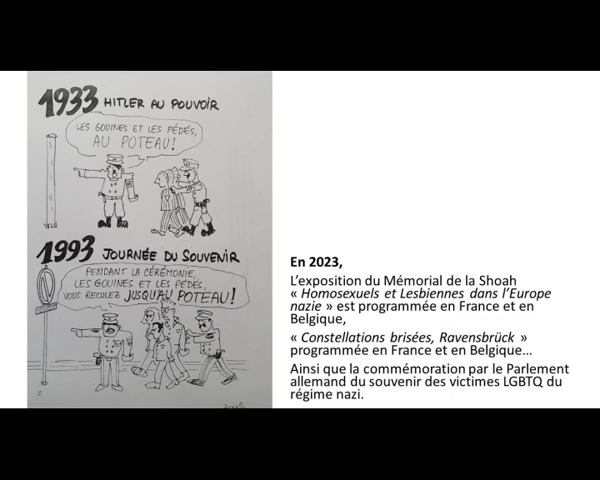 1933 HITLER AU POUVOIR
LES GOUINES ET LES PÉDÉS,
AU POTEAU!
1993 JOURNÉE DU SOUVENIR
PENDANT LA CÉRÉMONIE,
LES GOUINES ET LES PÉDÉS,
VOUS RECULEZ JUSQU'AU POTEAU!
En 2023,
L'exposition du Mémorial de la Shoah
« Homosexuels et Lesbiennes dans l'Europe
nazie » est programmée en France et en
Belgique,
« Constellations brisées, Ravensbrück »
programmée en France et en Belgique...
Ainsi que la commémoration par le Parlement
allemand du souvenir des victimes LGBTQ du
régime nazi.